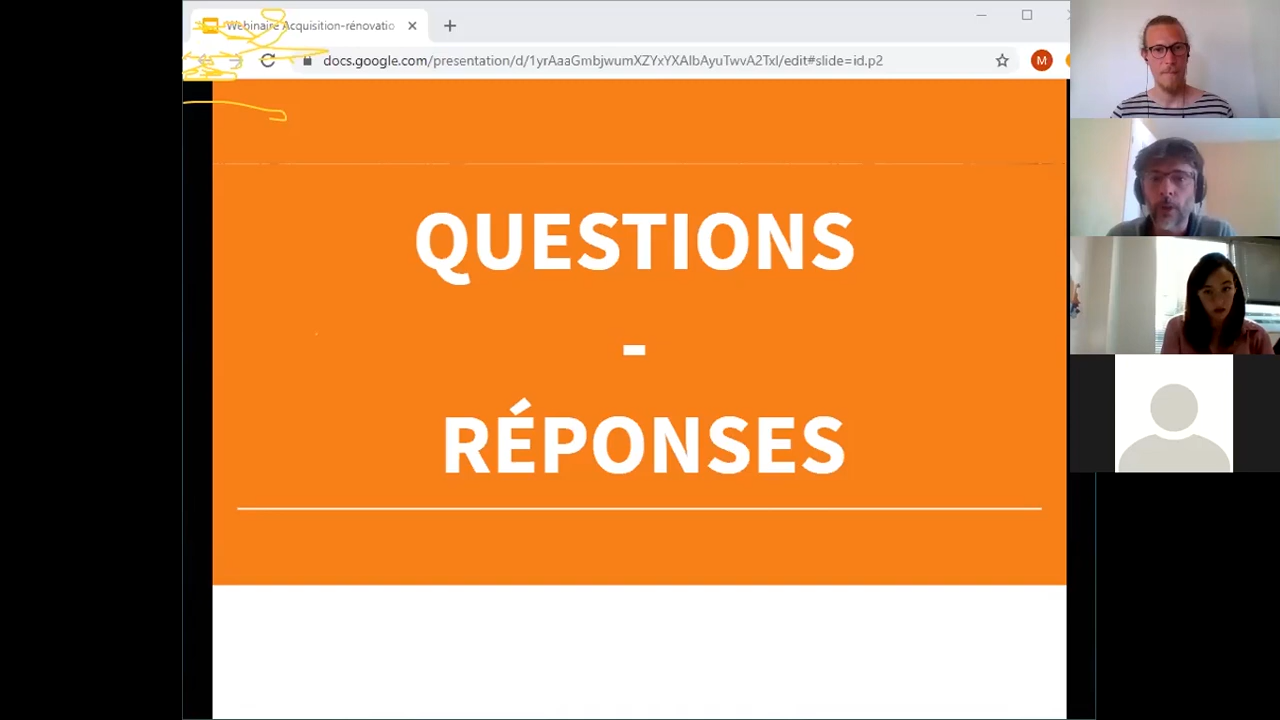 Webinaire Acquisition-rénovatio
docs.google.com/presentation/d/1yrAaaGmbjwumXZYxYXAlbAyuTwvA2TxI/edit#slide=id.p2
M
QUESTIONS
-
RÉPONSES